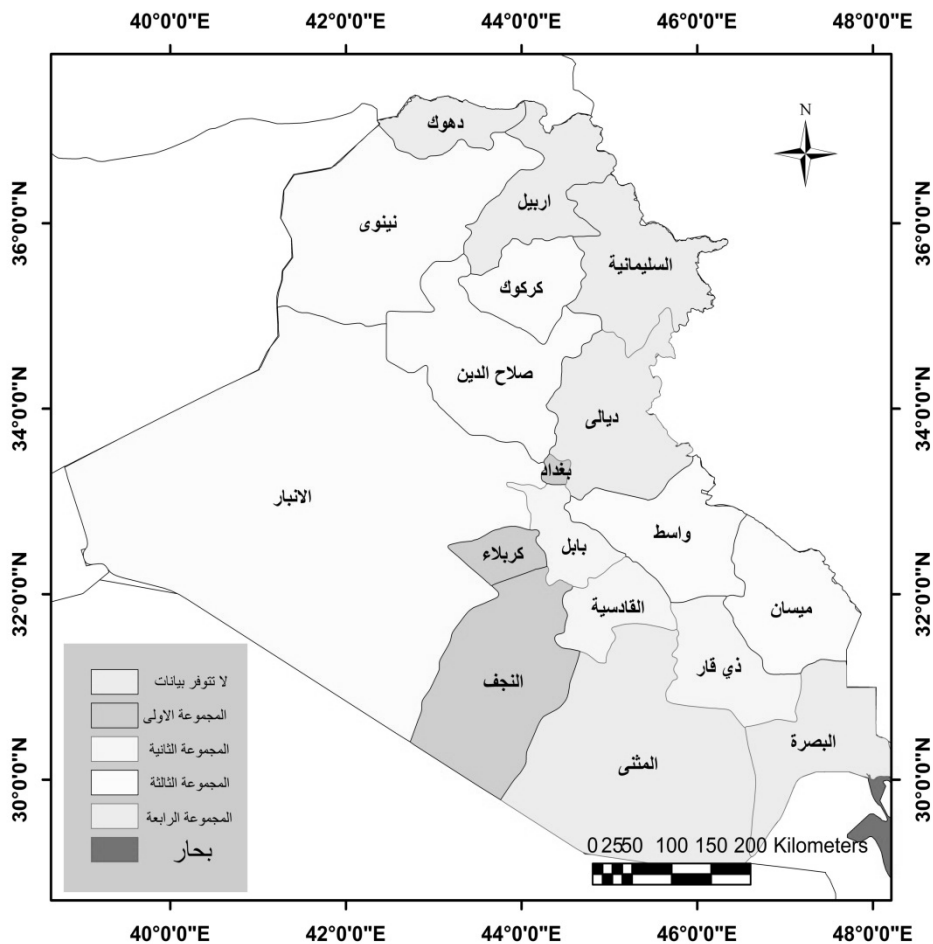 40°0'0"E 42°0'0"E 44°0'0"E 46°0'0"E 48°0'0"E
N
36°0'0"N
34°0'0"N
32°0'0"N
30°0'0"N
36°0'0"N
34°0'0"N
32°0'0"N
30°0'0"N
دهوك
اربيل
نينوى
السليمانية
كركوك
صلاح الدين
ديالى
بغداد
الانبار
واسط
بابل
كربلاء
ميسان
القادسية
ذي قار
النجف
البصرة
المثنى
لا تتوفر بيانات
المجموعة الاولى
المجموعة الثانية
المجموعة الثالثة
المجموعة الرابعة
بحار
0 25 50 100 150 200 Kilometers
40°0'0"E 42°0'0"E 44°0'0"E 46°0'0"E 48°0'0"E